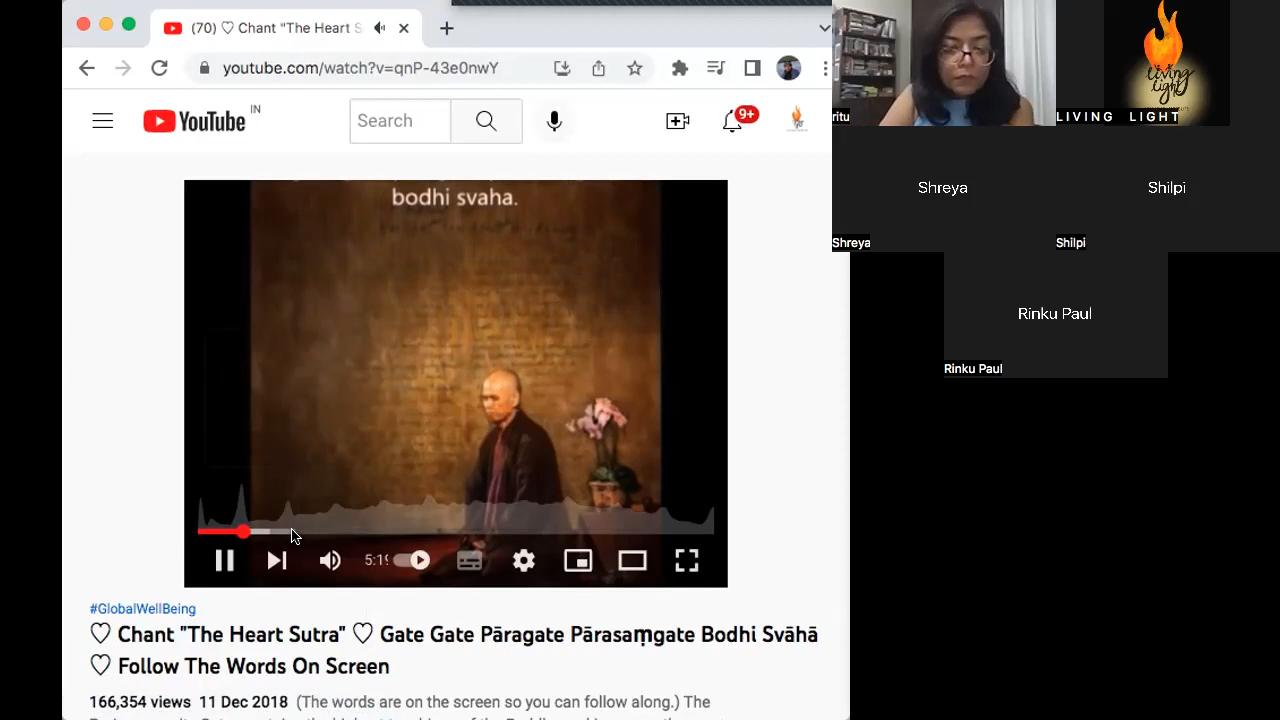 (70) ♡ Chant "The Heart S
youtube.com/watch?v=qnP-43e0nwY
YouTube IN
Search
9+
bodhi svaha.
5:19
#GlobalWellBeing
♡ Chant "The Heart Sutra" ♡ Gate Gate Pāragate Pārasaṃgate Bodhi Svāhā
♡ Follow The Words On Screen
166,354 views 11 Dec 2018 (The words are on the screen so you can follow along.) The
ritu
living
light
LIVING LIGHT
Shreya
Shilpi
Shreya
Shilpi
Rinku Paul
Rinku Paul